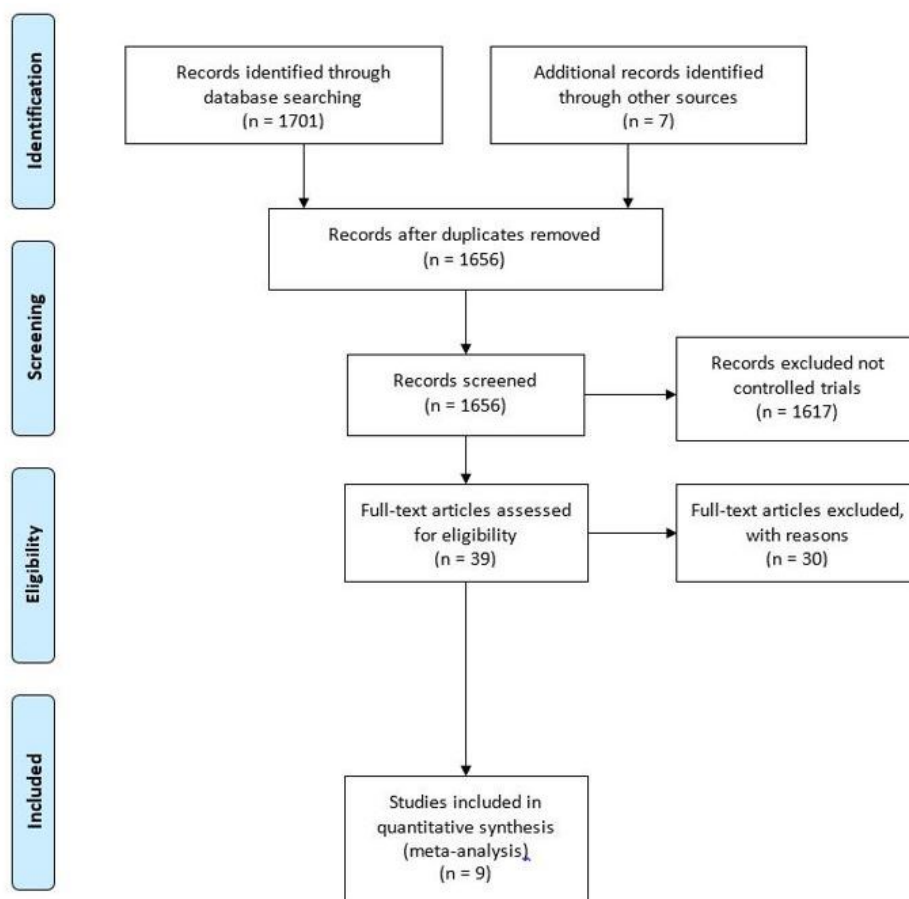 Identification
Records identified through
database searching
(n = 1701)
Additional records identified
through other sources
(n = 7)
Records after duplicates removed
(n = 1656)
Screening
Records screened
(n = 1656)
Records excluded not
controlled trials
(n = 1617)
Eligibility
Full-text articles assessed
for eligibility
(n = 39)
Full-text articles excluded,
with reasons
(n = 30)
Included
Studies included in
quantitative synthesis
(meta-analysis)
(n = 9)